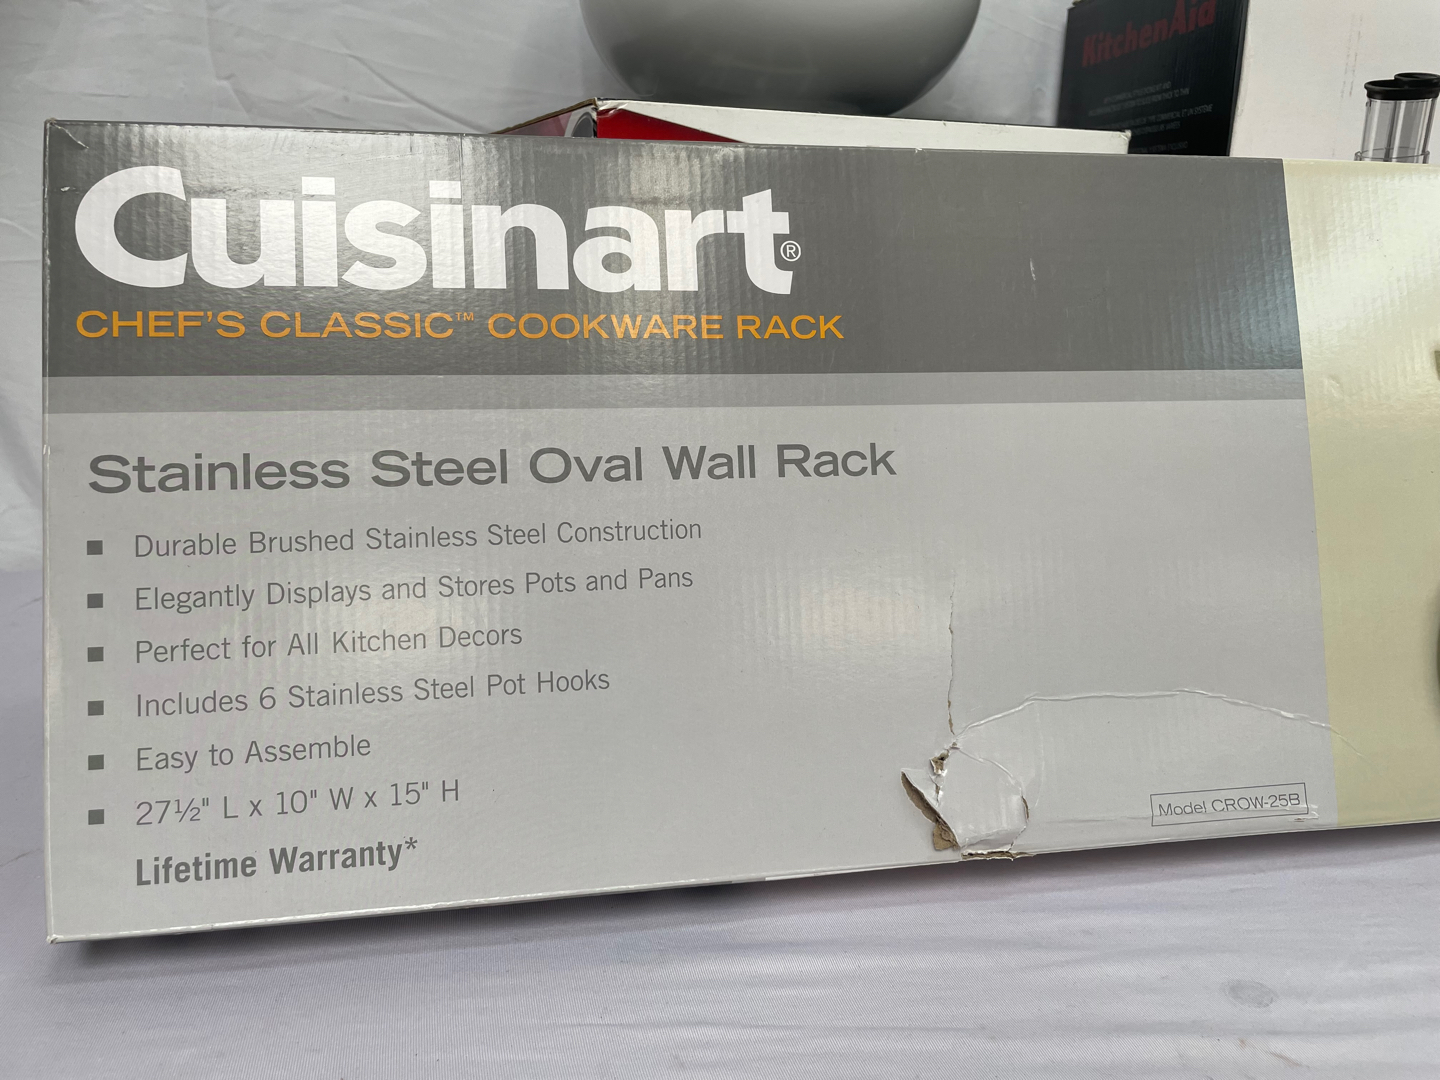 KitchenAid
Cuisinart®
CHEF'S CLASSIC™ COOKWARE RACK
Stainless Steel Oval Wall Rack
■ Durable Brushed Stainless Steel Construction
■ Elegantly Displays and Stores Pots and Pans
■ Perfect for All Kitchen Decors
■ Includes 6 Stainless Steel Pot Hooks
■ Easy to Assemble
■ 27½" L x 10" W x 15" H
Lifetime Warranty*
Model CROW-25B